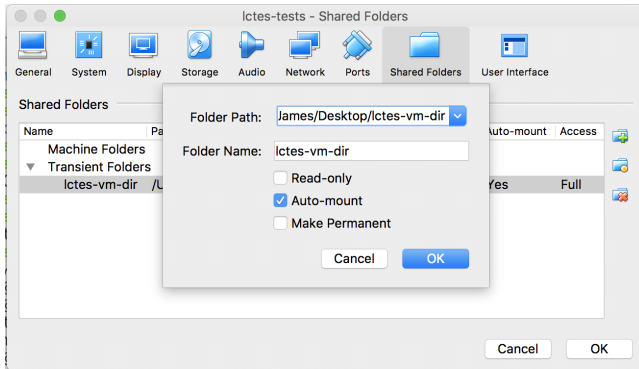 lctes-tests - Shared Folders
General System Display Storage Audio Network Ports Shared Folders User Interface
Shared Folders
Folder Path: James/Desktop/lctes-vm-dir
Name Pa Auto-mount Access
Machine Folders
Folder Name: lctes-vm-dir
Transient Folders
Read-only
lctes-vm-dir /U Yes Full
Auto-mount
Make Permanent
Cancel OK
Cancel OK